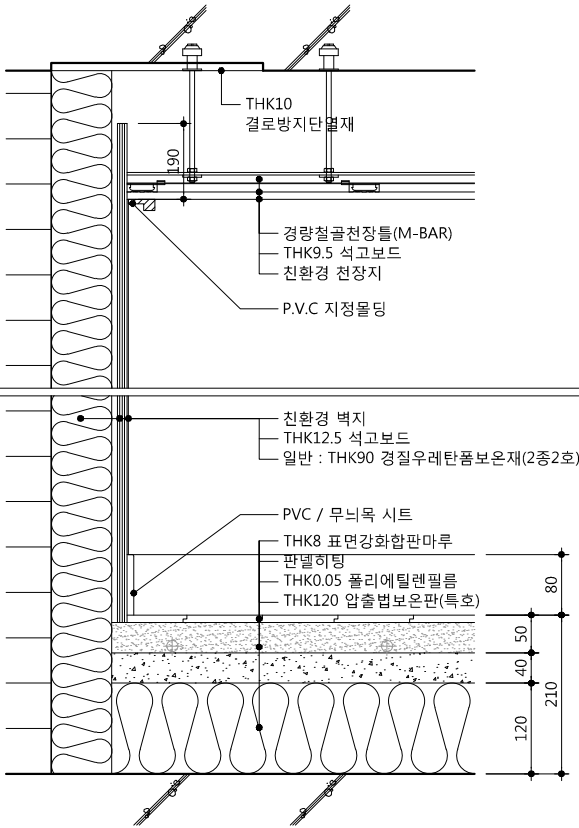 THK10
결로방지단열재
190
경량철골천장틀(M-BAR)
THK9.5 석고보드
친환경 천장지
P.V.C 지정몰딩
친환경 벽지
THK12.5 석고보드
일반 : THK90 경질우레탄폼보온재(2종2호)
PVC / 무늬목 시트
THK8 표면강화합판마루
판넬히팅
THK0.05 폴리에틸렌필름
THK120 압출법보온판(특호)
80
50
40
210
120